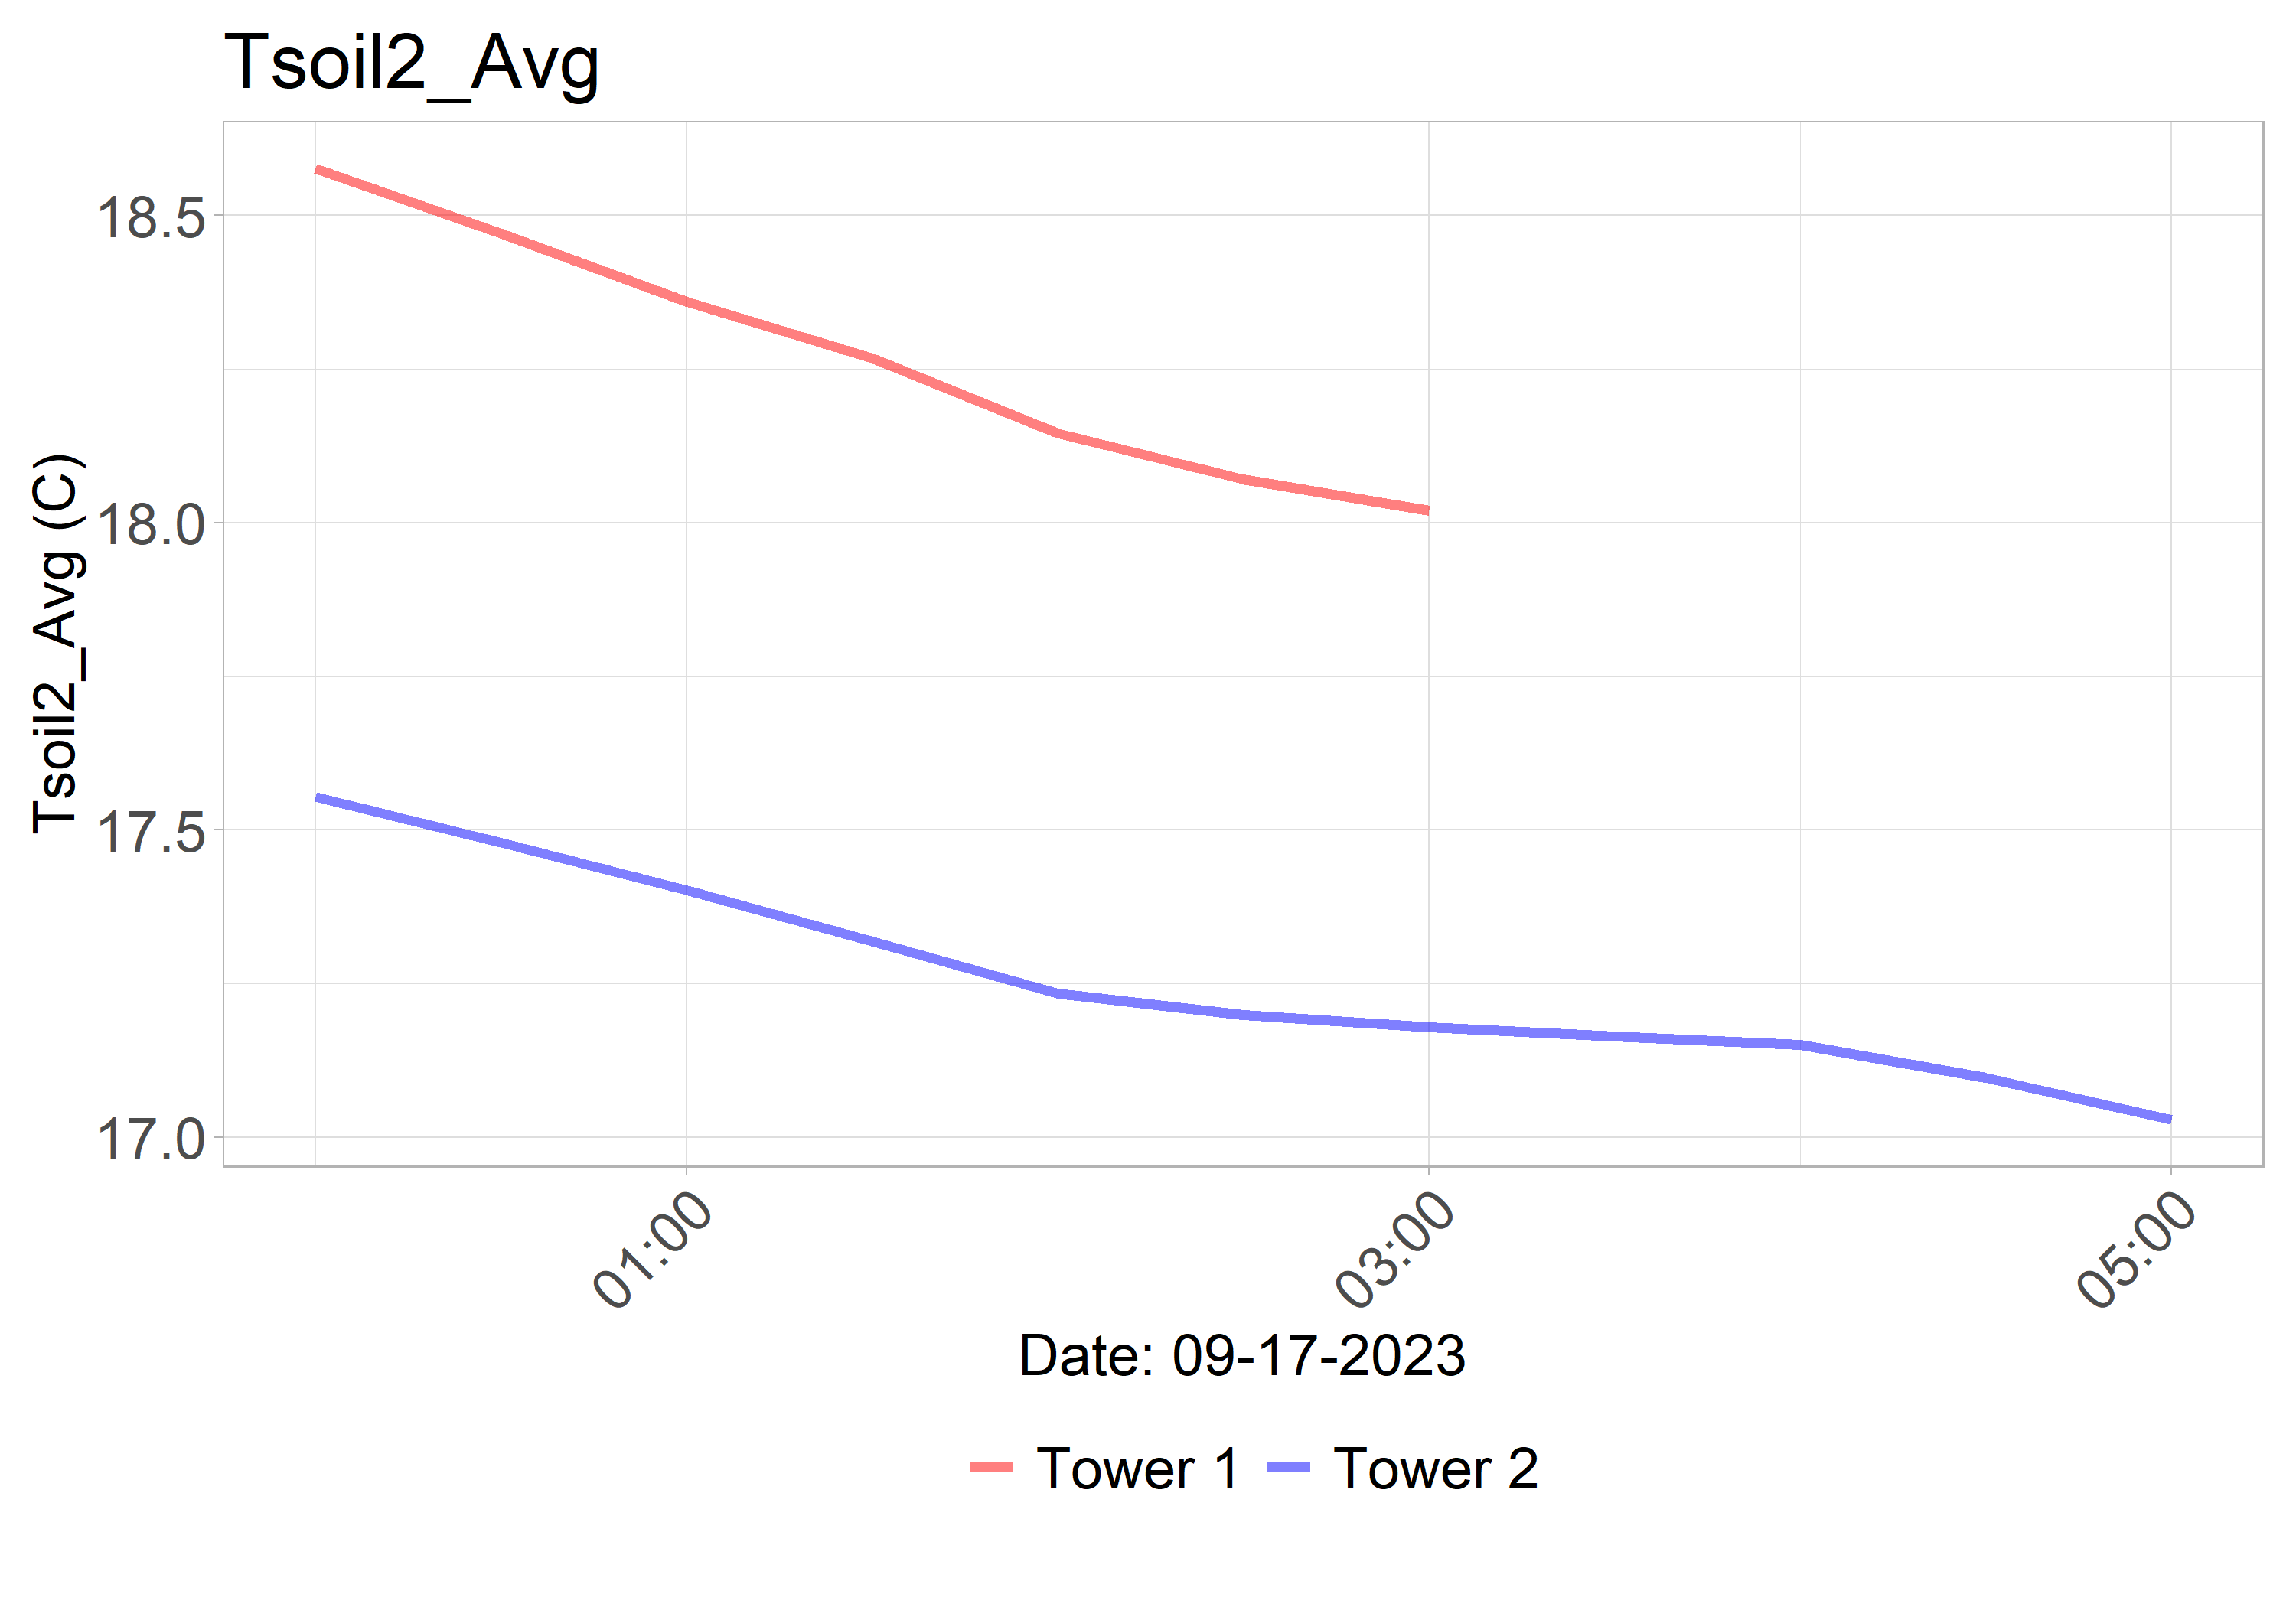 Tsoil2_Avg
Tsoil2_Avg (C)
18.5
18.0
17.5
17.0
01:00
03:00
05:00
Date: 09-17-2023
Tower 1
Tower 2